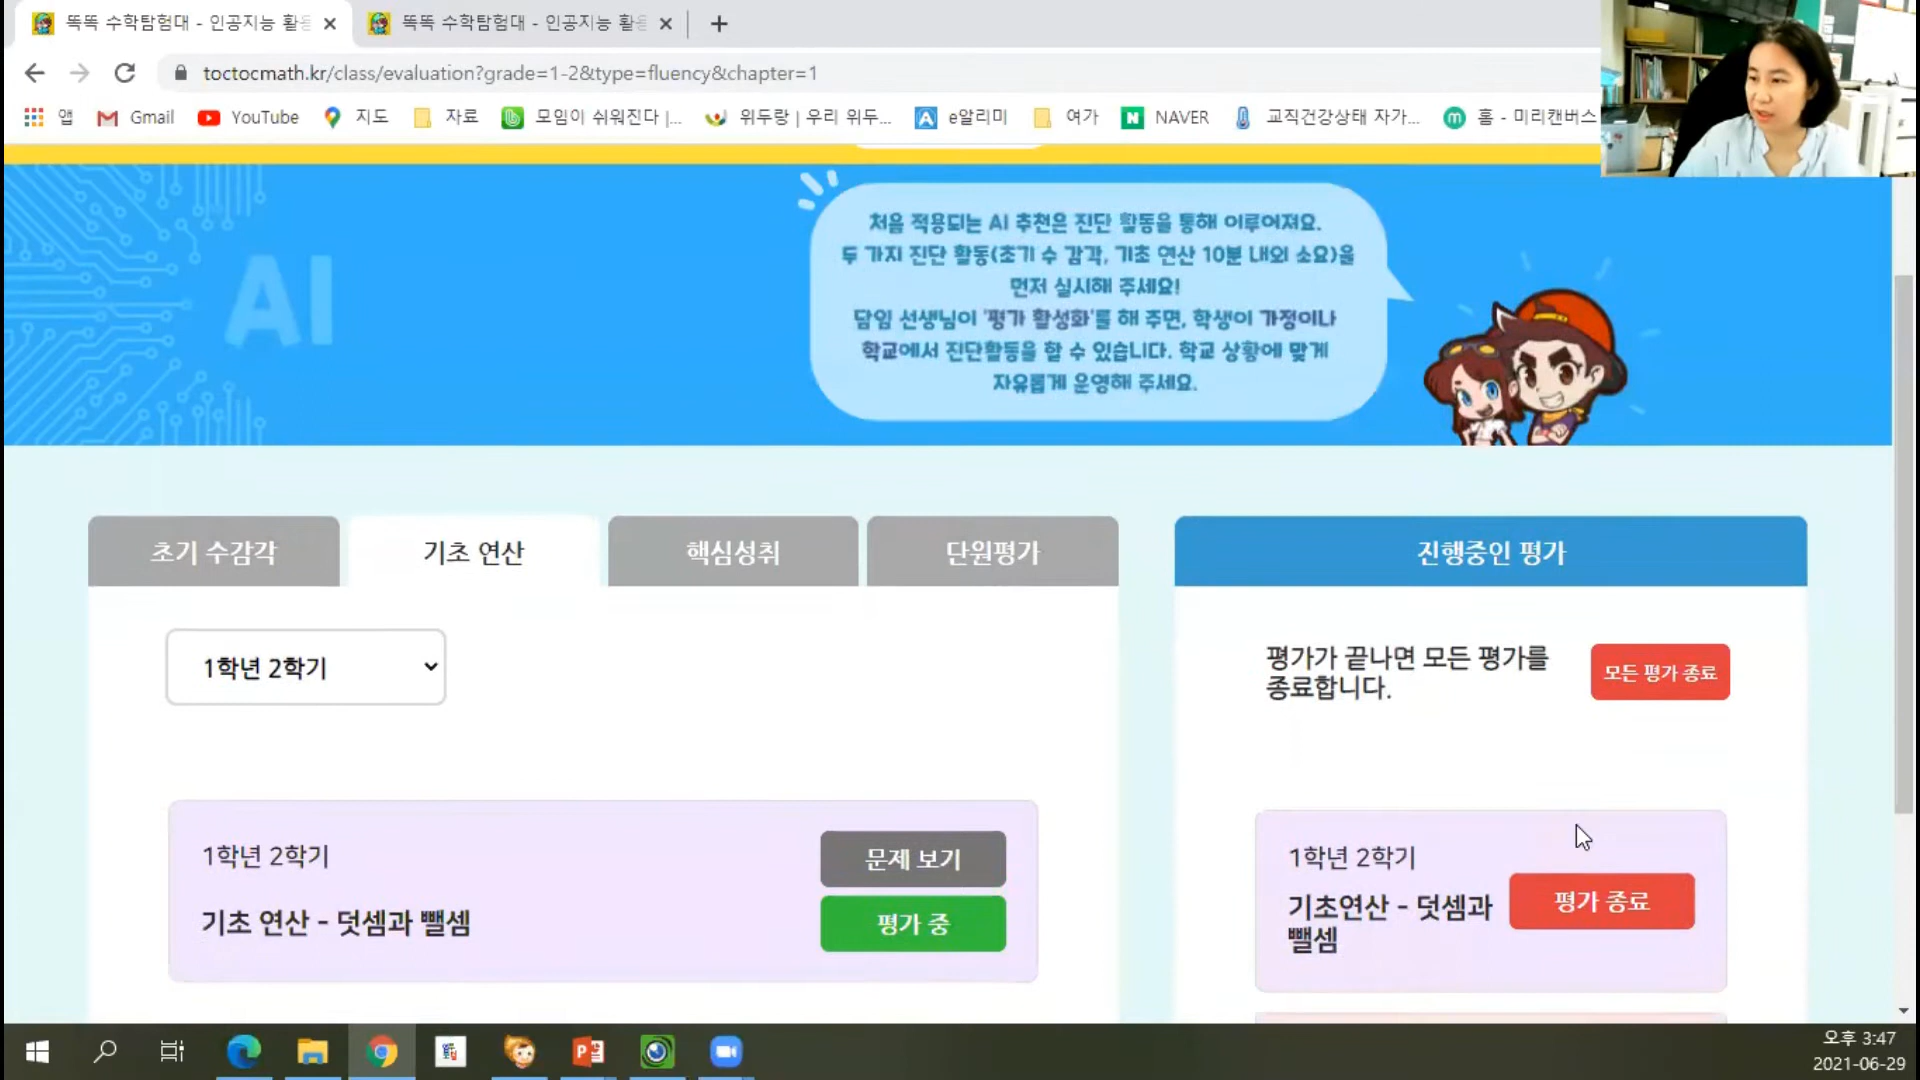 똑똑 수학탐험대 - 인공지능 활용
똑똑 수학탐험대 - 인공지능 활용
toctocmath.kr/class/evaluation?grade=1-2&type=fluency&chapter=1
앱
Gmail
YouTube
지도
자료
모임이 쉬워진다 |...
위두랑 | 우리 위두...
e알리미
여가
NAVER
교직건강상태 자가...
홈 - 미리캔버스
AI
처음 적용되는 AI 추천은 진단 활동을 통해 이루어져요.
두 가지 진단 활동(초기 수 감각, 기초 연산 10분 내외 소요)을
먼저 실시해 주세요!
담임 선생님이 '평가 활성화'를 해 주면, 학생이 가정이나
학교에서 진단활동을 할 수 있습니다. 학교 상황에 맞게
자유롭게 운영해 주세요.
초기 수감각
기초 연산
핵심성취
단원평가
1학년 2학기
1학년 2학기
기초 연산 - 덧셈과 뺄셈
문제 보기
평가 중
진행중인 평가
평가가 끝나면 모든 평가를
종료합니다.
모든 평가 종료
1학년 2학기
기초연산 - 덧셈과
뺄셈
평가 종료
오후 3:47
2021-06-29